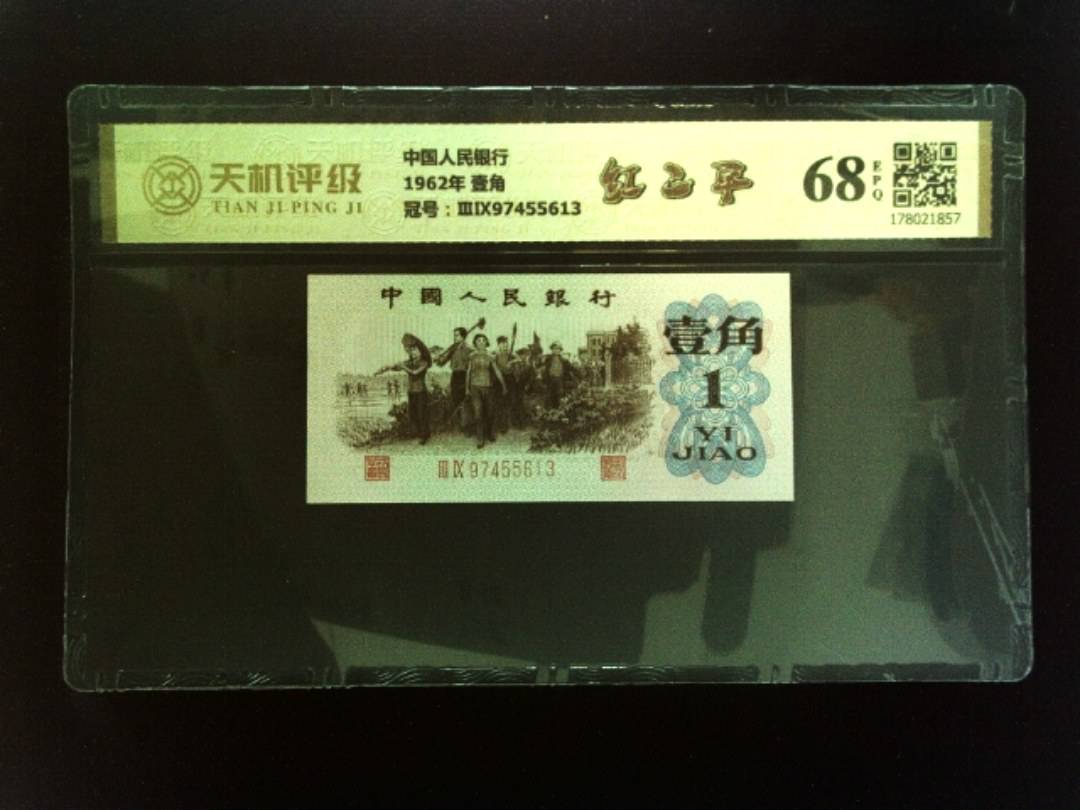 天机评级
TIAN JI PING JI
中国人民银行
1962年 壹角
冠号：ⅢⅨ97455613
红二平
68
EPQ
178021857
中國人民銀行
壹角
1
YI
JIAO
ⅢⅨ97455613